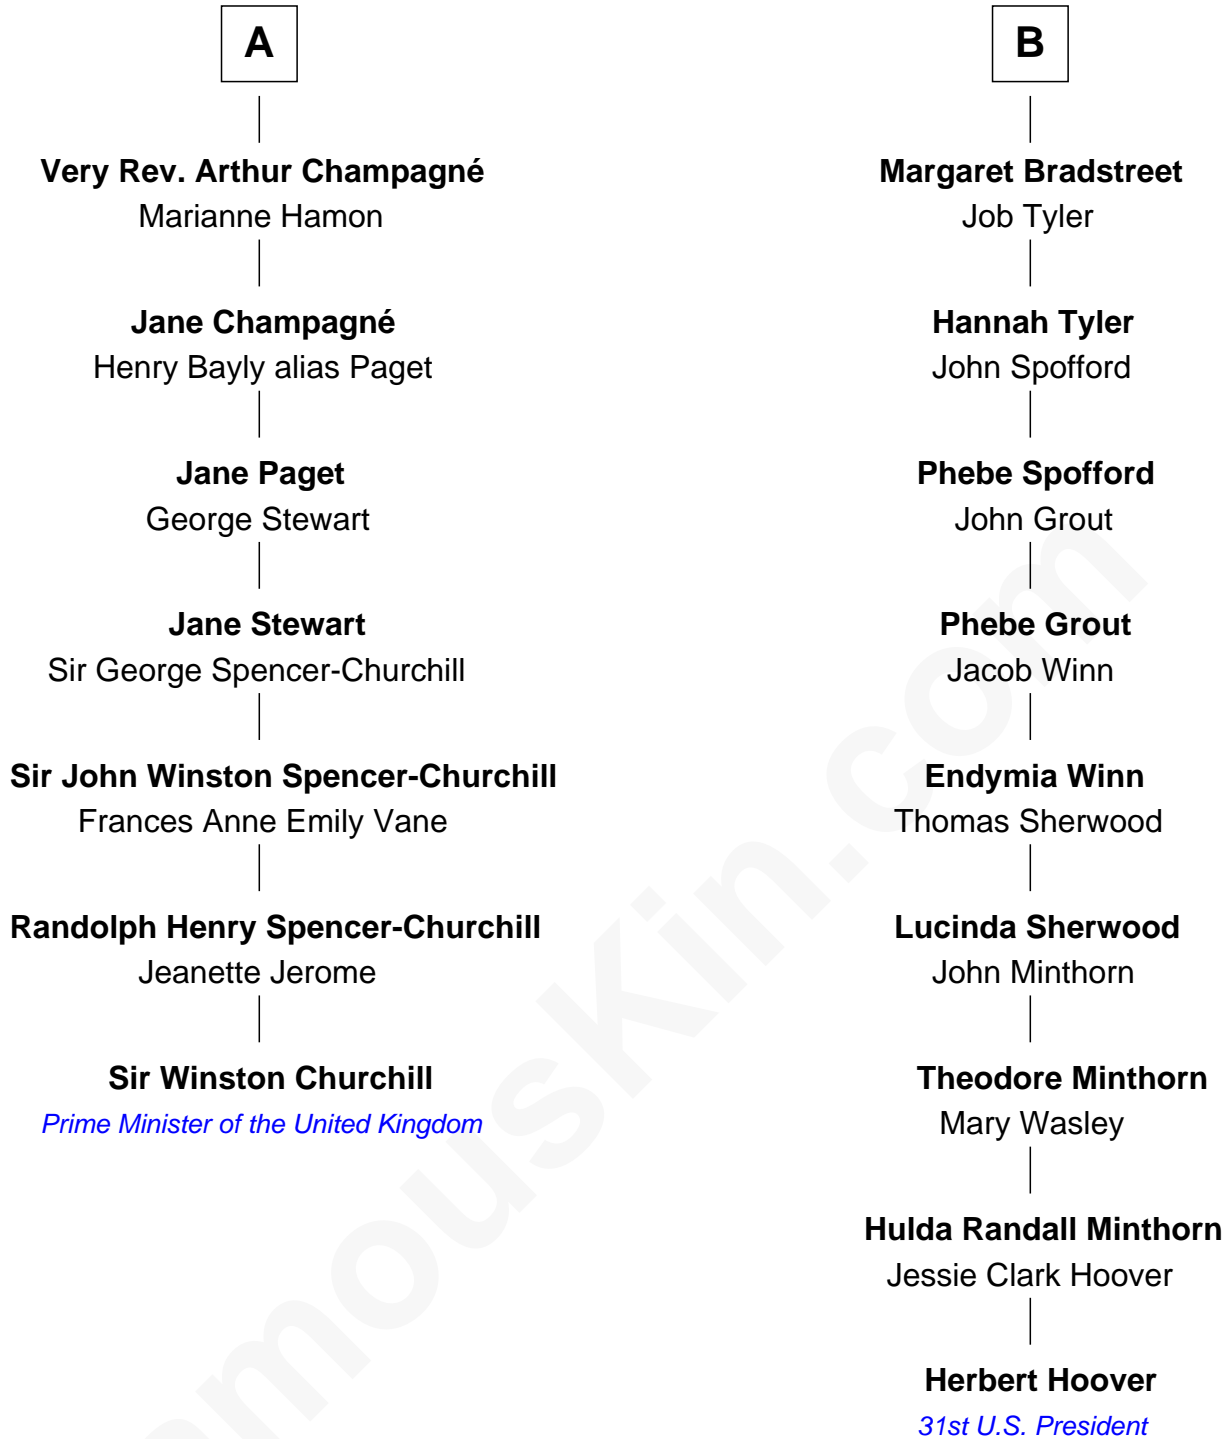 A
Very Rev. Arthur Champagné
Marianne Hamon
Jane Champagné
Henry Bayly alias Paget
Jane Paget
George Stewart
Jane Stewart
Sir George Spencer-Churchill
Sir John Winston Spencer-Churchill
Frances Anne Emily Vane
Randolph Henry Spencer-Churchill
Jeanette Jerome
Sir Winston Churchill
Prime Minister of the United Kingdom
B
Margaret Bradstreet
Job Tyler
Hannah Tyler
John Spofford
Phebe Spofford
John Grout
Phebe Grout
Jacob Winn
Endymia Winn
Thomas Sherwood
Lucinda Sherwood
John Minthorn
Theodore Minthorn
Mary Wasley
Hulda Randall Minthorn
Jessie Clark Hoover
Herbert Hoover
31st U.S. President
amousKin.com